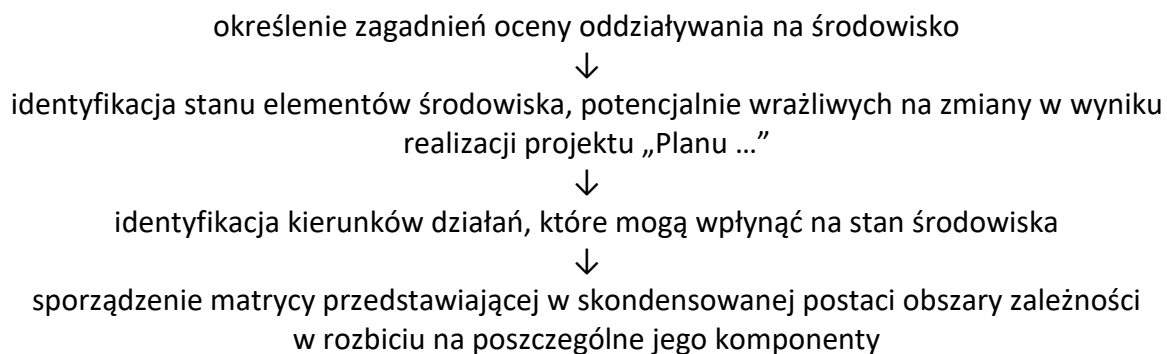 określenie zagadnień oceny oddziaływania na środowisko
↓
identyfikacja stanu elementów środowiska, potencjalnie wrażliwych na zmiany w wyniku
realizacji projektu „Planu …”
↓
identyfikacja kierunków działań, które mogą wpłynąć na stan środowiska
↓
sporządzenie matrycy przedstawiającej w skondensowanej postaci obszary zależności
w rozbiciu na poszczególne jego komponenty